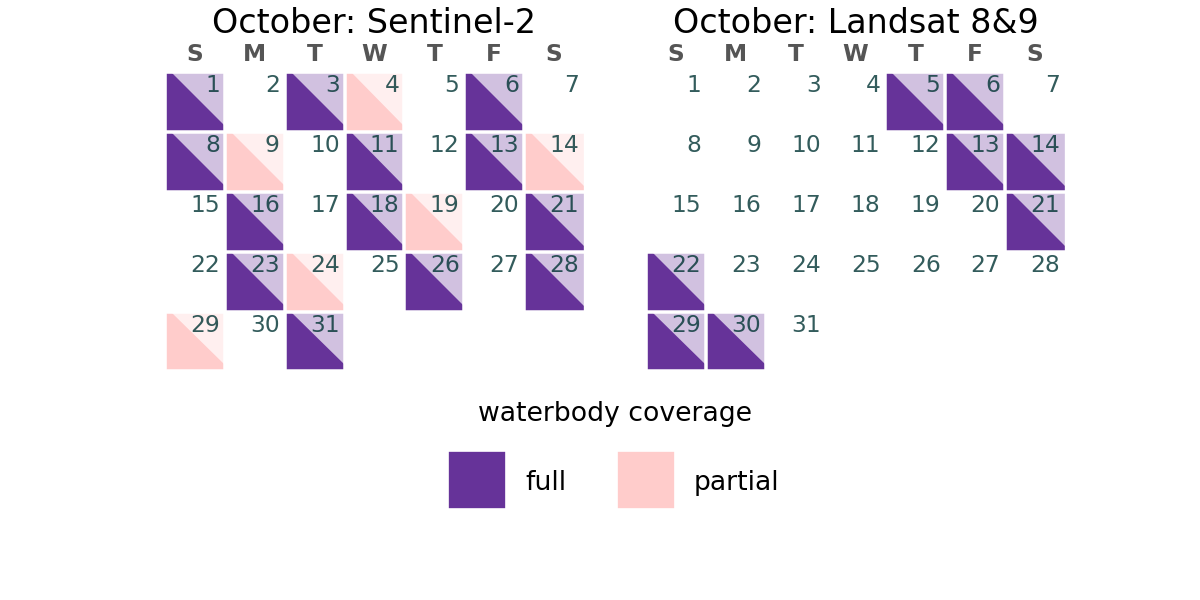 October: Sentinel-2
S M T W T F S
1 2 3 4 5 6 7
8 9 10 11 12 13 14
15 16 17 18 19 20 21
22 23 24 25 26 27 28
29 30 31
October: Landsat 8&9
S M T W T F S
1 2 3 4 5 6 7
8 9 10 11 12 13 14
15 16 17 18 19 20 21
22 23 24 25 26 27 28
29 30 31
waterbody coverage
full partial